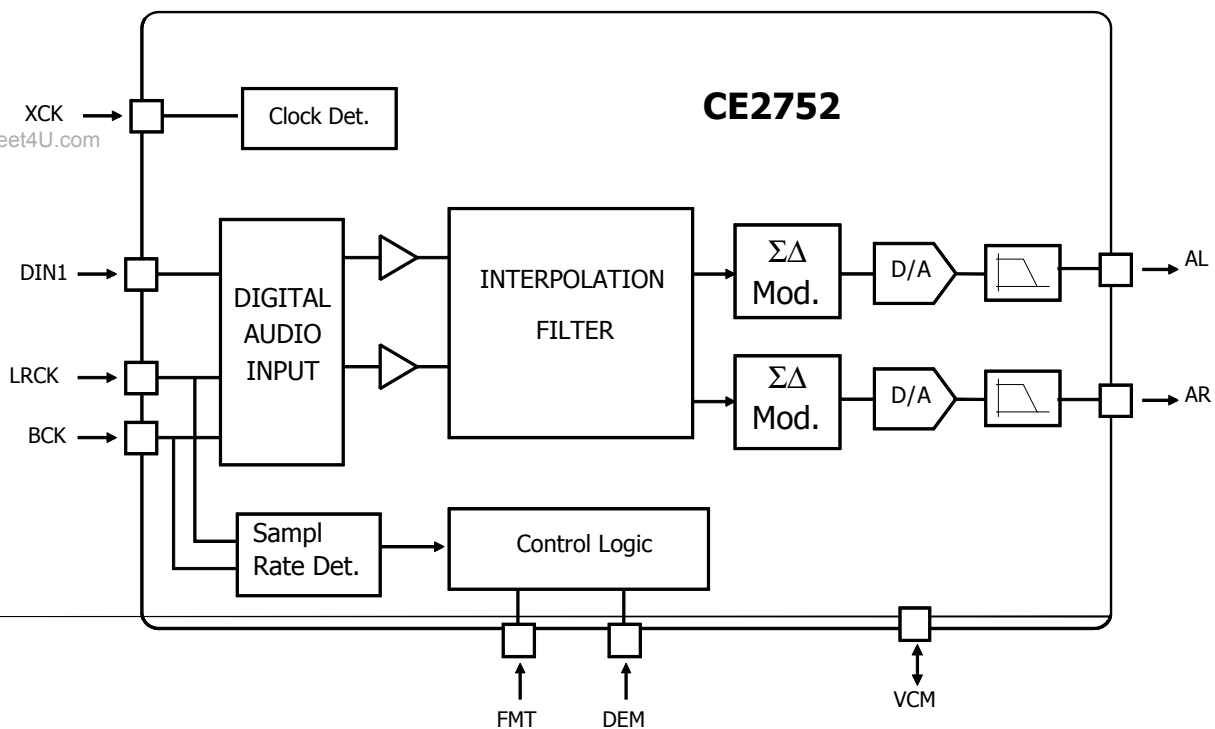 CE2752
XCK
Clock Det.
eet4U.com
DIN1
DIGITAL
AUDIO
INPUT
INTERPOLATION
FILTER
ΣΔ
Mod.
D/A
AL
LRCK
ΣΔ
Mod.
D/A
AR
BCK
Sampl
Rate Det.
Control Logic
FMT
DEM
VCM